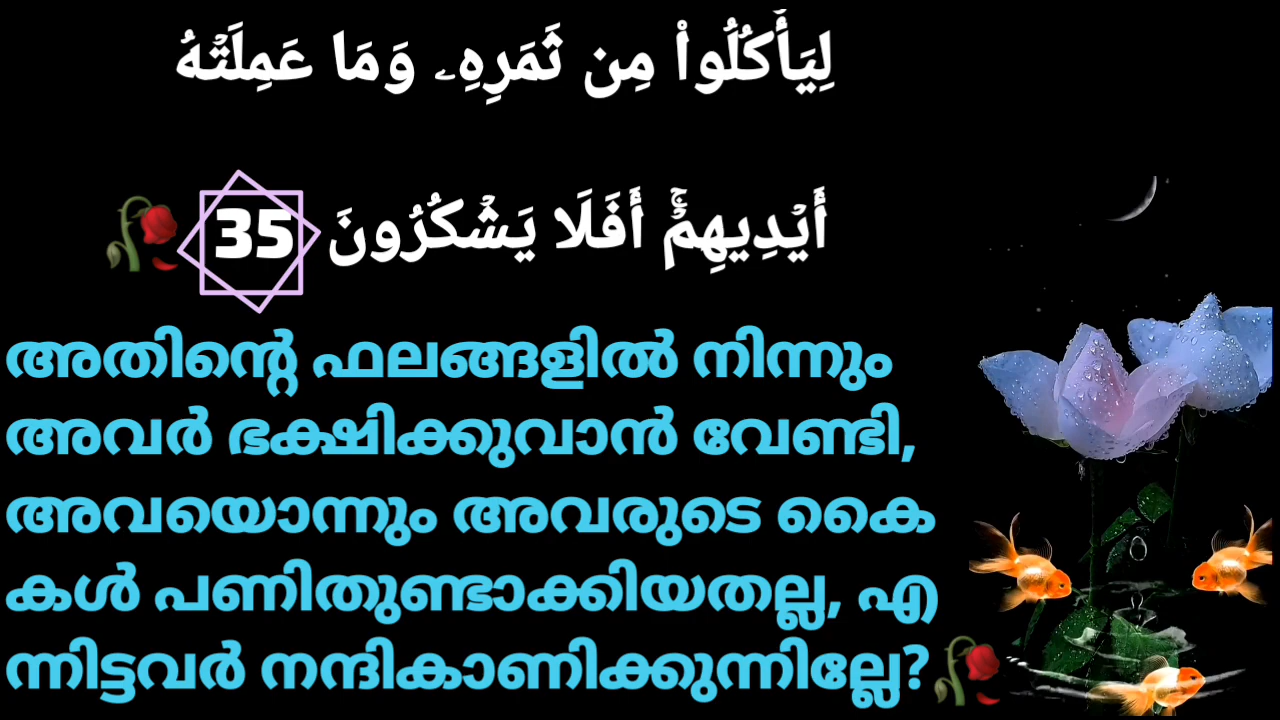 لِيَأۡكُلُواْ مِن ثَمَرِهِۦ وَمَا عَمِلَتۡهُ
أَيۡدِيهِمۡۚ أَفَلَا يَشۡكُرُونَ 35
അതിന്റെ ഫലങ്ങളിൽ നിന്നും
അവർ ഭക്ഷിക്കുവാൻ വേണ്ടി,
അവയൊന്നും അവരുടെ കൈ
കൾ പണിതുണ്ടാക്കിയതല്ല, എ
ന്നിട്ടവർ നന്ദികാണിക്കുന്നില്ലേ?